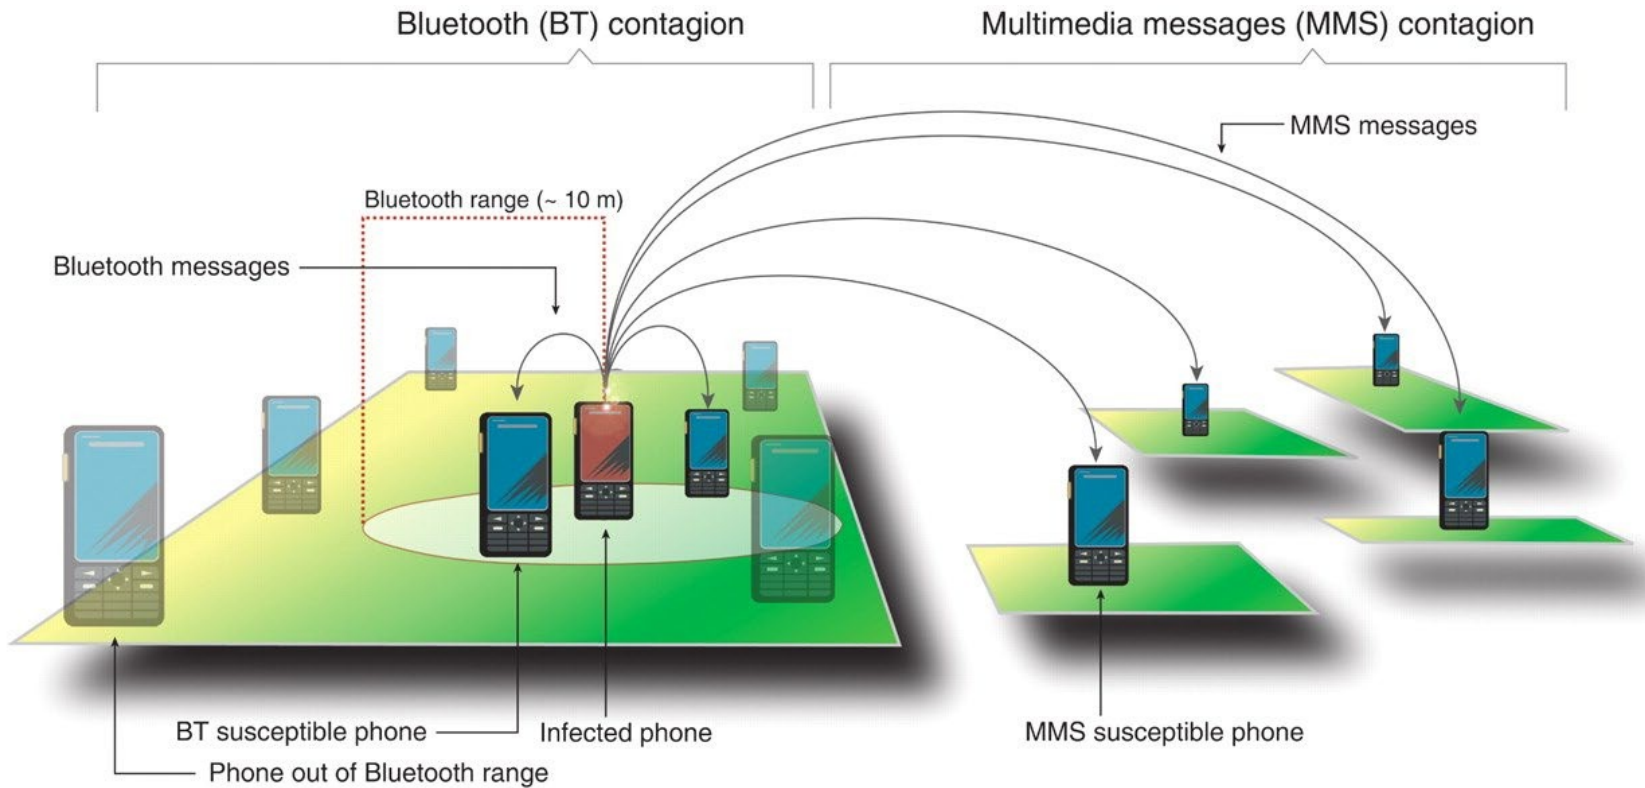 Bluetooth (BT) contagion
Multimedia messages (MMS) contagion
MMS messages
Bluetooth range (~ 10 m)
Bluetooth messages
BT susceptible phone
Infected phone
MMS susceptible phone
Phone out of Bluetooth range